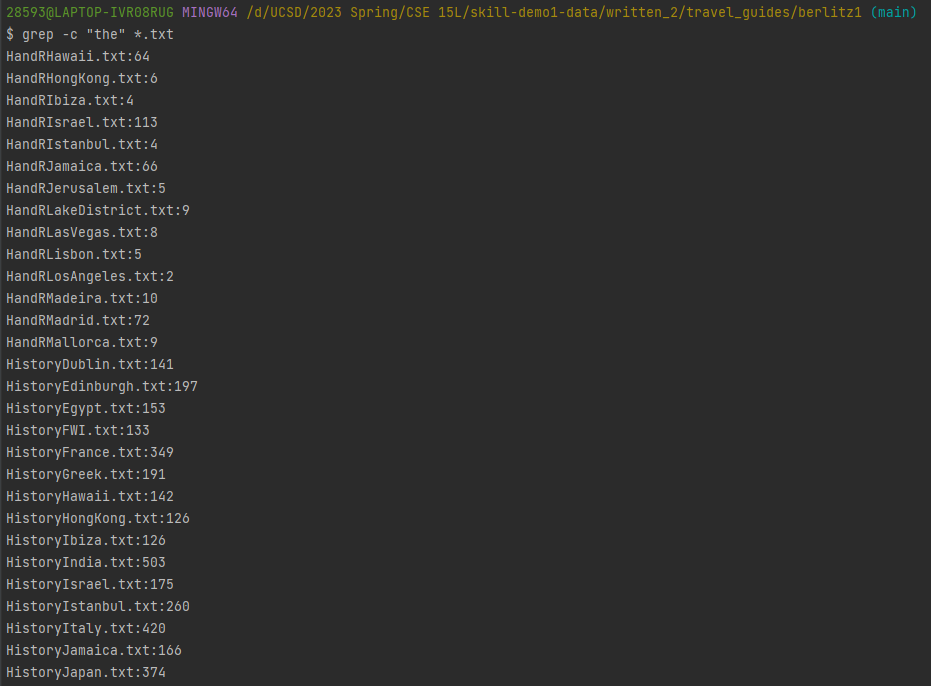 28593@LAPTOP-IVR08RUG MINGW64 /d/UCSD/2023 Spring/CSE 15L/skill-demo1-data/written_2/travel_guides/berlitz1 (main)
$ grep -c "the" *.txt
HandRHawaii.txt:64
HandRHongKong.txt:6
HandRIbiza.txt:4
HandRIsrael.txt:113
HandRIstanbul.txt:4
HandRJamaica.txt:66
HandRJerusalem.txt:5
HandRLakeDistrict.txt:9
HandRLasVegas.txt:8
HandRLisbon.txt:5
HandRLosAngeles.txt:2
HandRMadeira.txt:10
HandRMadrid.txt:72
HandRMallorca.txt:9
HistoryDublin.txt:141
HistoryEdinburgh.txt:197
HistoryEgypt.txt:153
HistoryFWI.txt:133
HistoryFrance.txt:349
HistoryGreek.txt:191
HistoryHawaii.txt:142
HistoryHongKong.txt:126
HistoryIbiza.txt:126
HistoryIndia.txt:503
HistoryIsrael.txt:175
HistoryIstanbul.txt:260
HistoryItaly.txt:420
HistoryJamaica.txt:166
HistoryJapan.txt:374